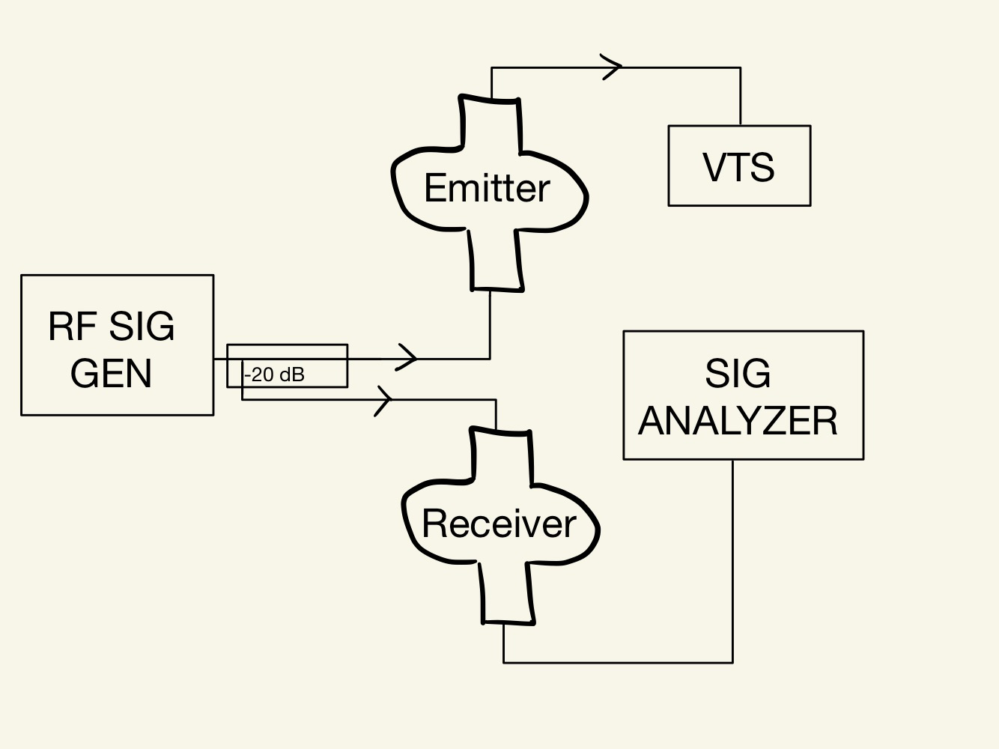 VTS
Emitter
RF SIG
GEN
-20 dB
SIG
ANALYZER
Receiver